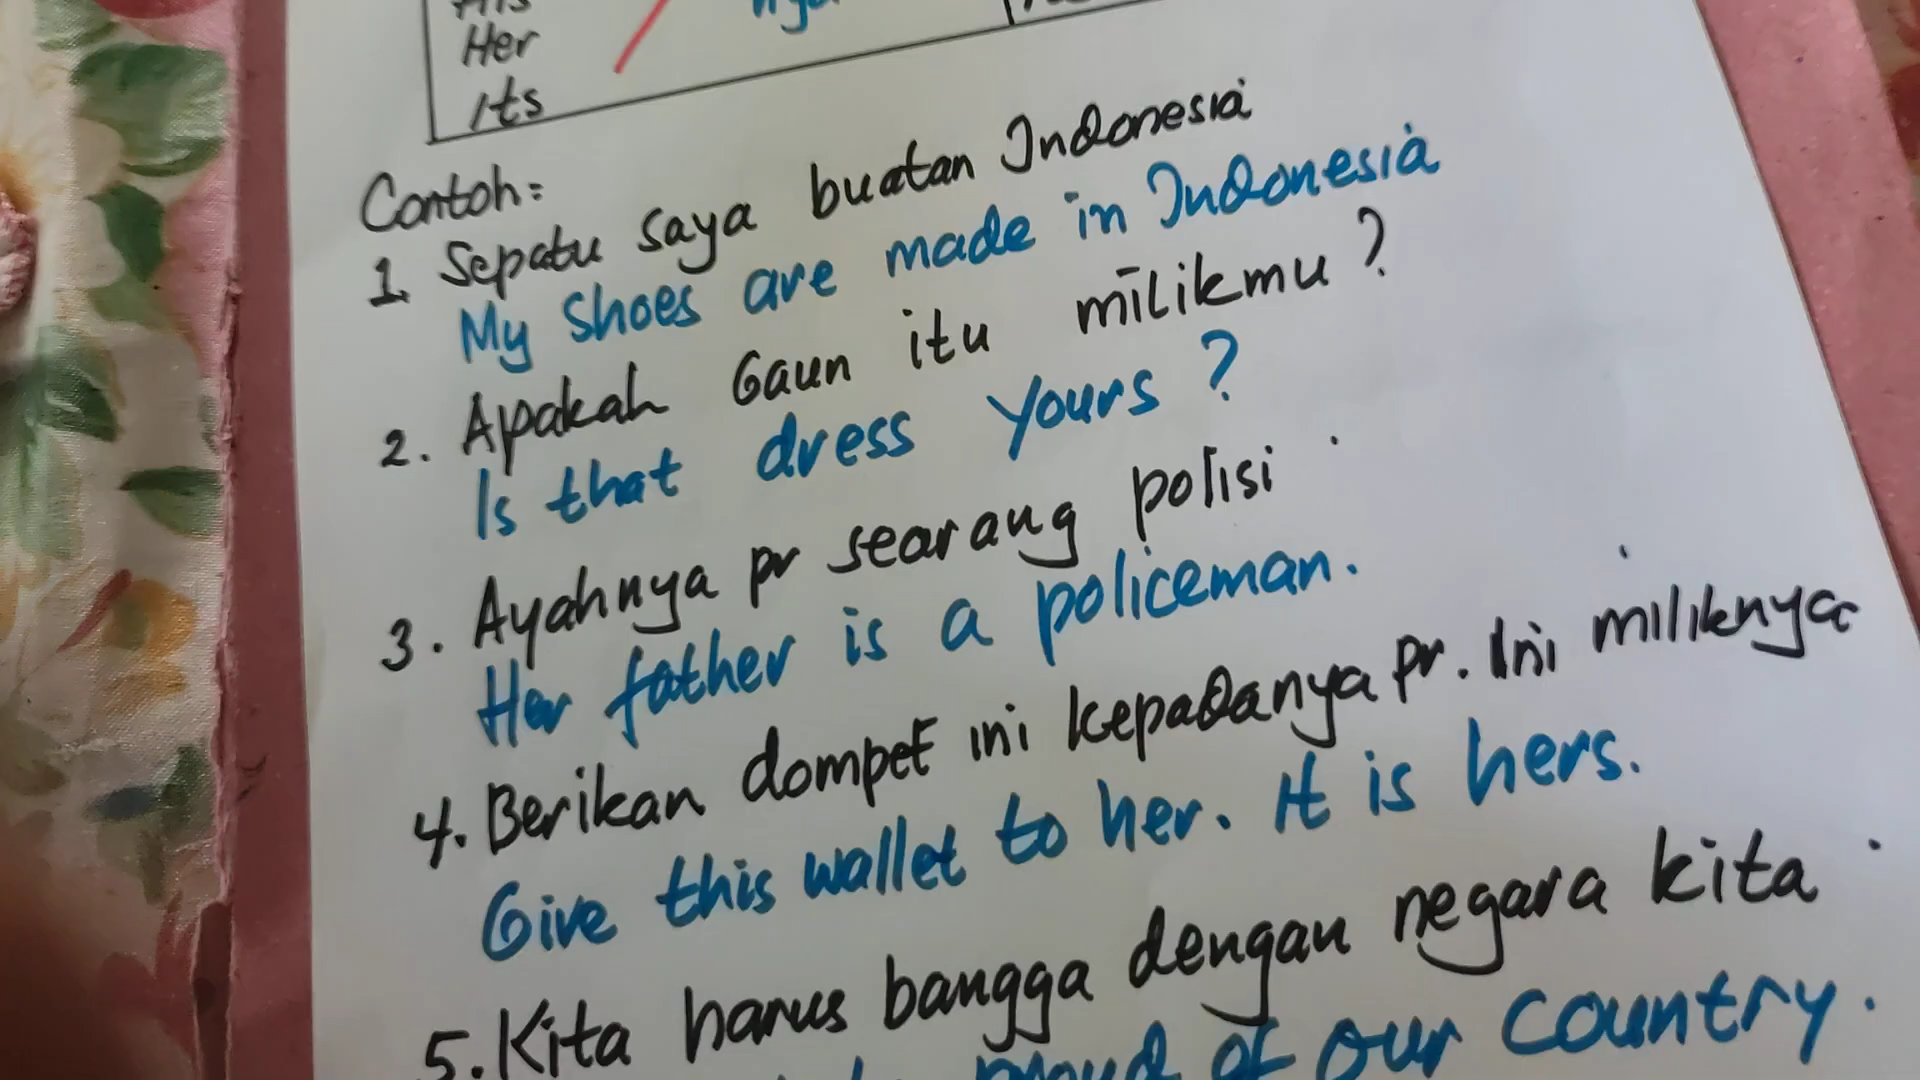 Her
Its
Contoh:
1. Sepatu saya buatan Indonesia
My shoes are made in Indonesia
2. Apakah Gaun itu milikmu ?
Is that dress yours ?
3. Ayahnya pr seorang polisi
Her father is a policeman.
4. Berikan dompet ini kepadanya pr. Ini miliknya
Give this wallet to her. It is hers.
5. Kita harus bangga dengan negara kita
proud of our country.